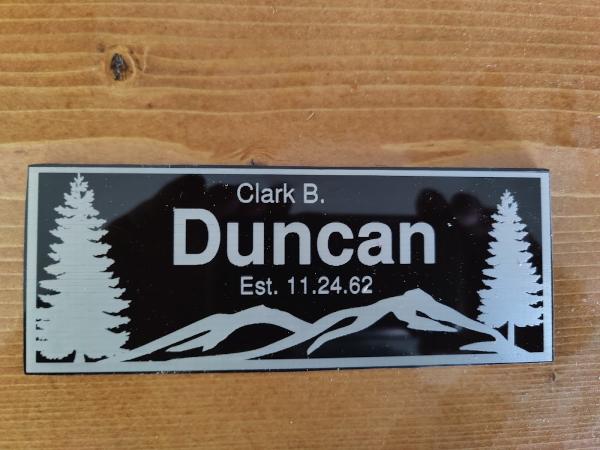 Clark B.
Duncan
Est. 11.24.62